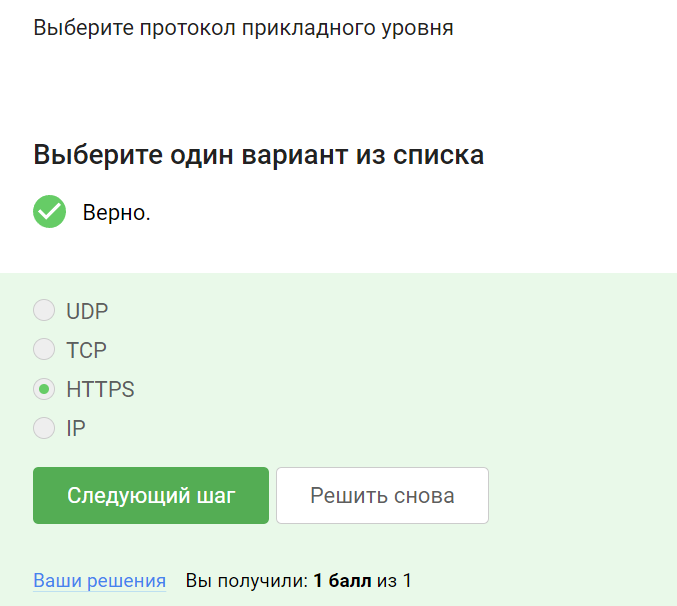 Выберите протокол прикладного уровня
Выберите один вариант из списка
Верно.
UDP
TCP
HTTPS
IP
Следующий шаг
Решить снова
Ваши решения Вы получили: 1 балл из 1